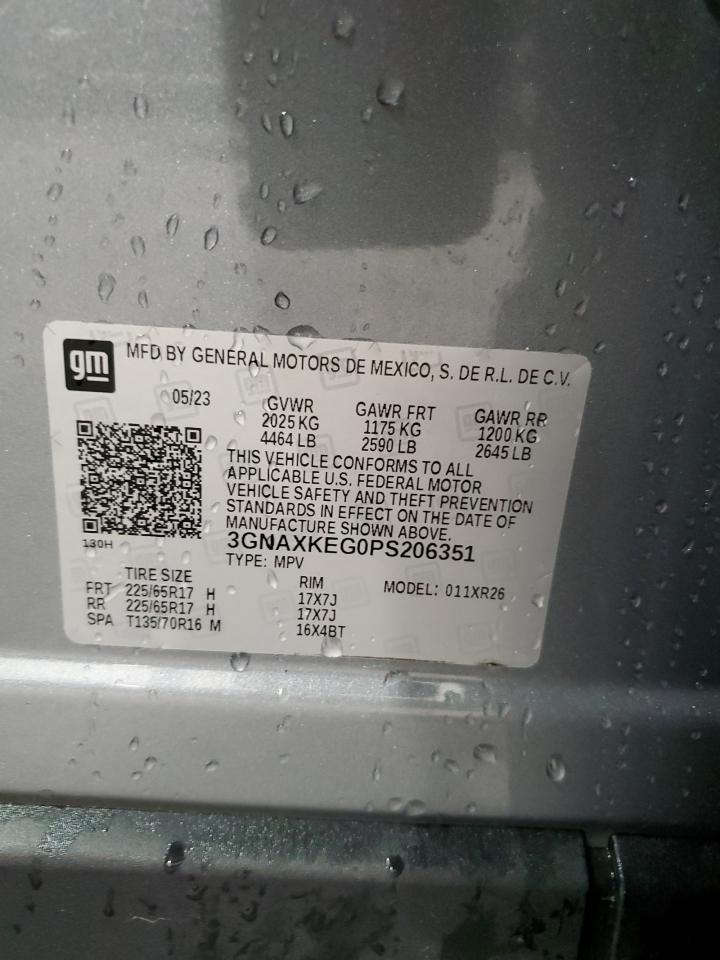 gm
MFD BY GENERAL MOTORS DE MEXICO, S. DE R.L. DE C.V.
05/23
GVWR GAWR FRT GAWR RR
2025 KG 1175 KG 1200 KG
4464 LB 2590 LB 2645 LB
THIS VEHICLE CONFORMS TO ALL
APPLICABLE U.S. FEDERAL MOTOR
VEHICLE SAFETY AND THEFT PREVENTION
STANDARDS IN EFFECT ON THE DATE OF
MANUFACTURE SHOWN ABOVE.
130H
3GNAXKEG0PS206351
TYPE: MPV
TIRE SIZE RIM MODEL: 011XR26
FRT 225/65R17 H 17X7J
RR 225/65R17 H 17X7J
SPA T135/70R16 M 16X4BT